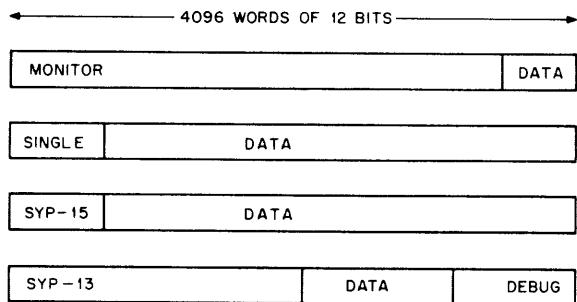 4096 WORDS OF 12 BITS
MONITOR DATA
SINGLE DATA
SYP-15 DATA
SYP-13 DATA DEBUG